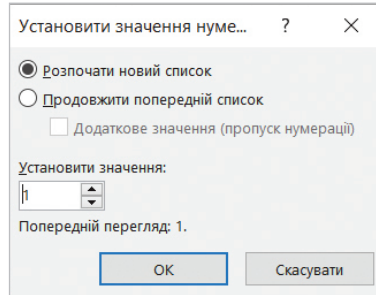 Установити значення нуме... ? ×
Розпочати новий список
Продовжити попередній список
Додаткове значення (пропуск нумерації)
Установити значення:
1
Попередній перегляд: 1.
ОК Скасувати